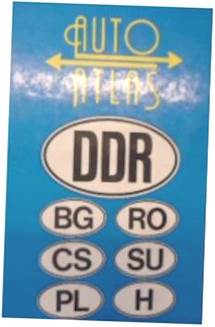 AUTO
ATLAS
DDR
BG RO
CS SU
PL H